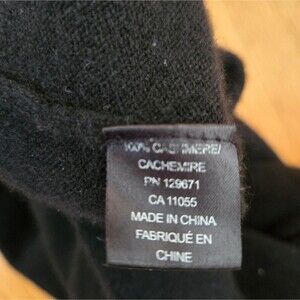 100% CASHMERE/
CACHEMIRE
PN 129671
CA 11055
MADE IN CHINA
FABRIQUÉ EN
CHINE